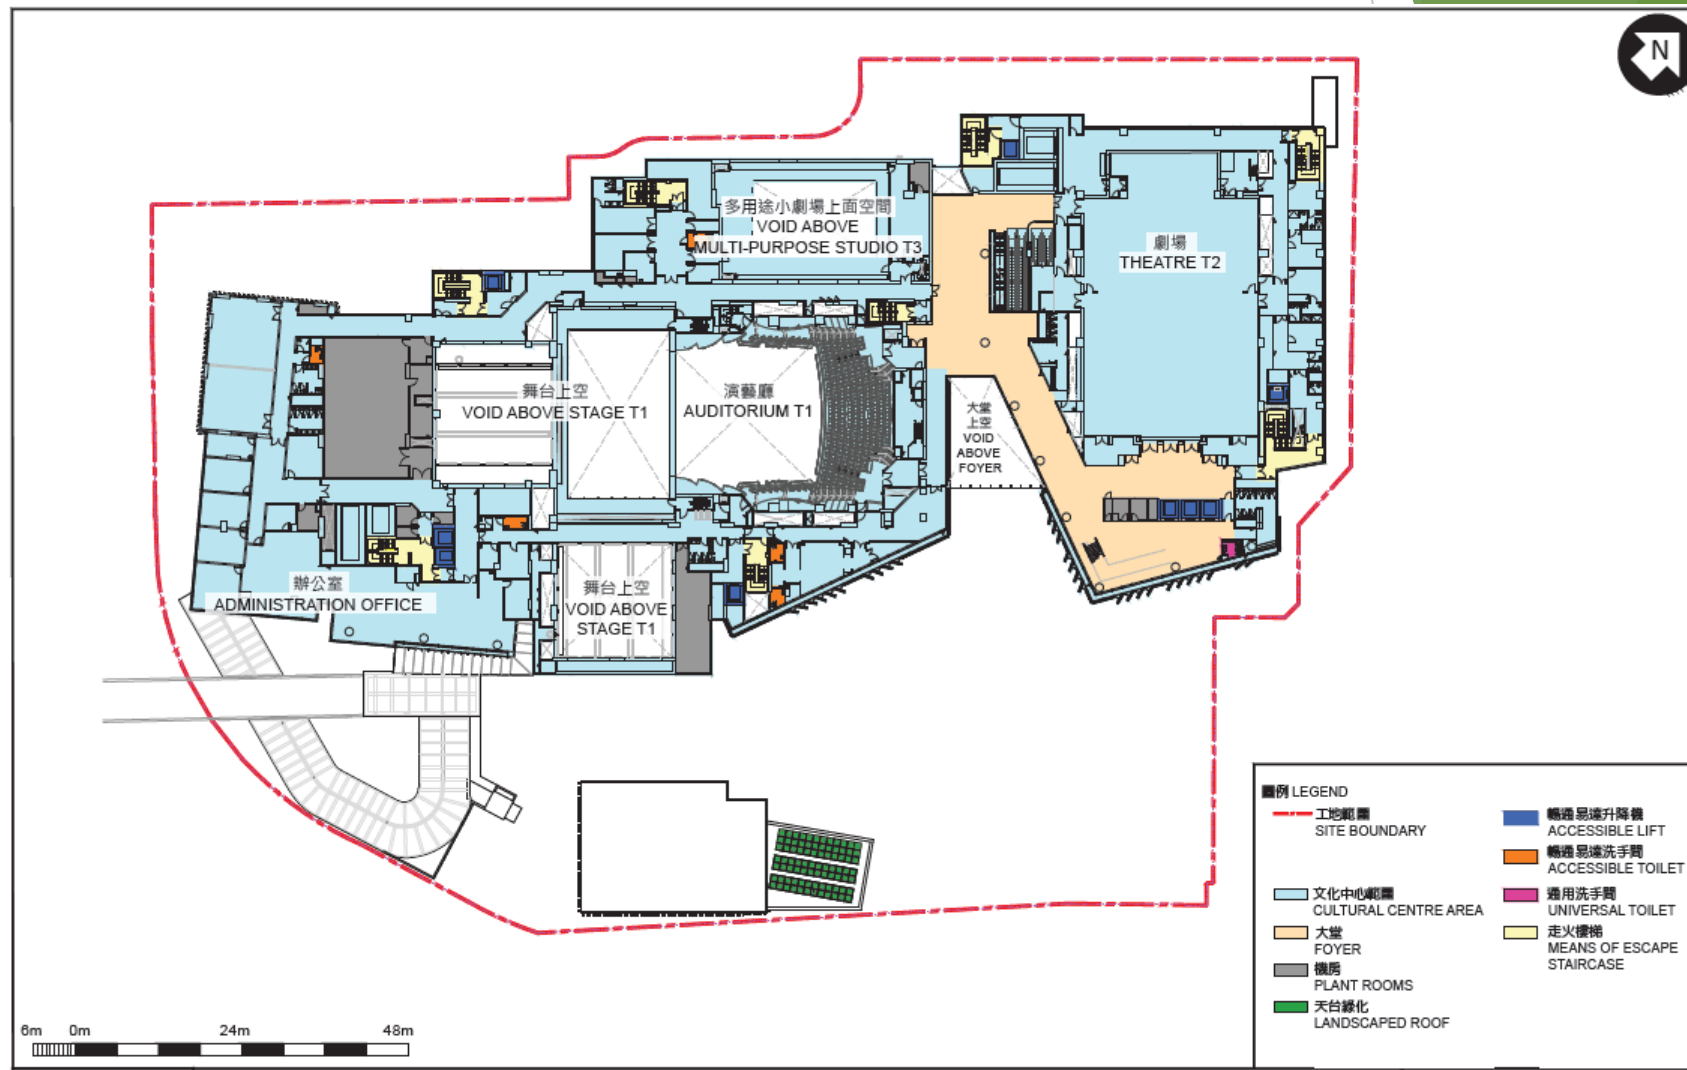 N
多用途小劇場上面空間
VOID ABOVE
MULTI-PURPOSE STUDIO T3
劇場
THEATRE T2
舞台上空
VOID ABOVE STAGE T1
演藝廳
AUDITORIUM T1
大堂
上空
VOID
ABOVE
FOYER
辦公室
ADMINISTRATION OFFICE
舞台上空
VOID ABOVE
STAGE T1
圖例 LEGEND
工地範圍
SITE BOUNDARY
文化中心範圍
CULTURAL CENTRE AREA
大堂
FOYER
機房
PLANT ROOMS
天台綠化
LANDSCAPED ROOF
暢通易達升降機
ACCESSIBLE LIFT
暢通易達洗手間
ACCESSIBLE TOILET
通用洗手間
UNIVERSAL TOILET
走火樓梯
MEANS OF ESCAPE
STAIRCASE
6m 0m 24m 48m